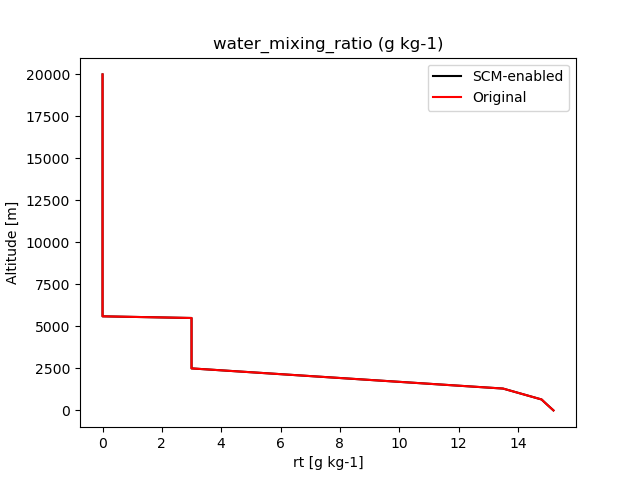 water_mixing_ratio (g kg-1)
SCM-enabled
Original
20000
17500
15000
12500
10000
7500
5000
2500
0
Altitude [m]
0 2 4 6 8 10 12 14
rt [g kg-1]